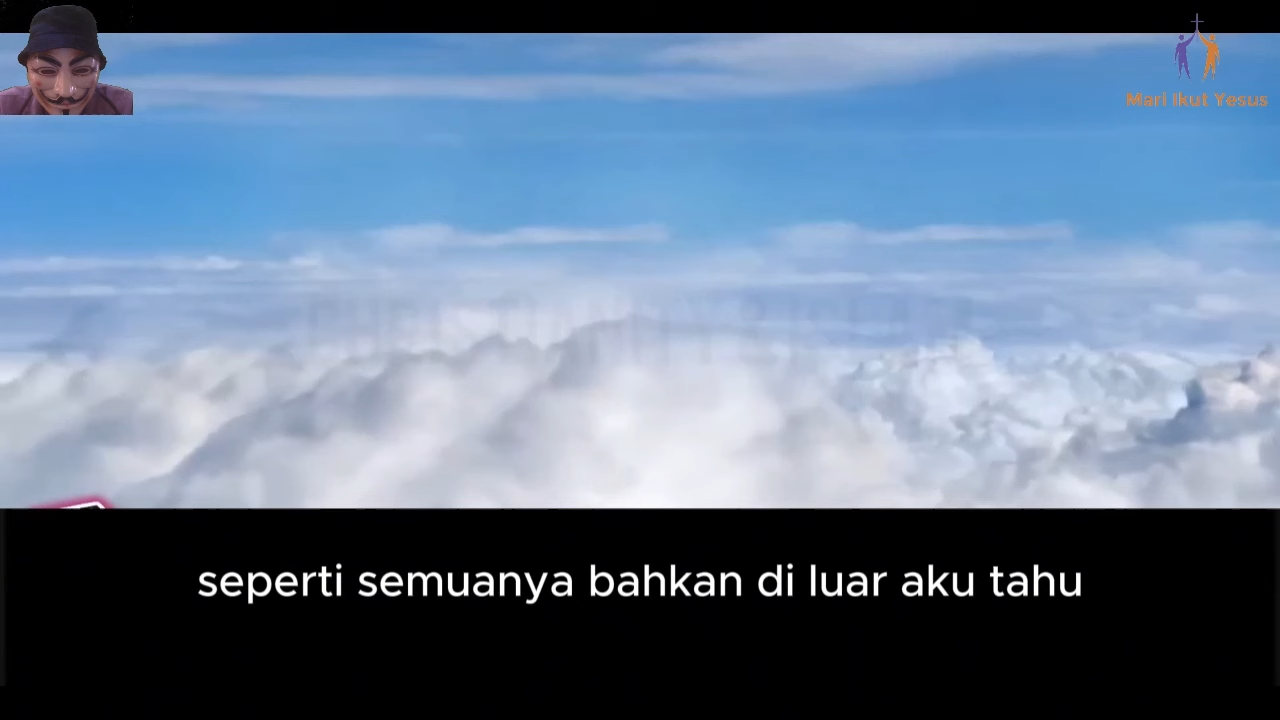 Mari Ikut Yesus
seperti semuanya bahkan di luar aku tahu